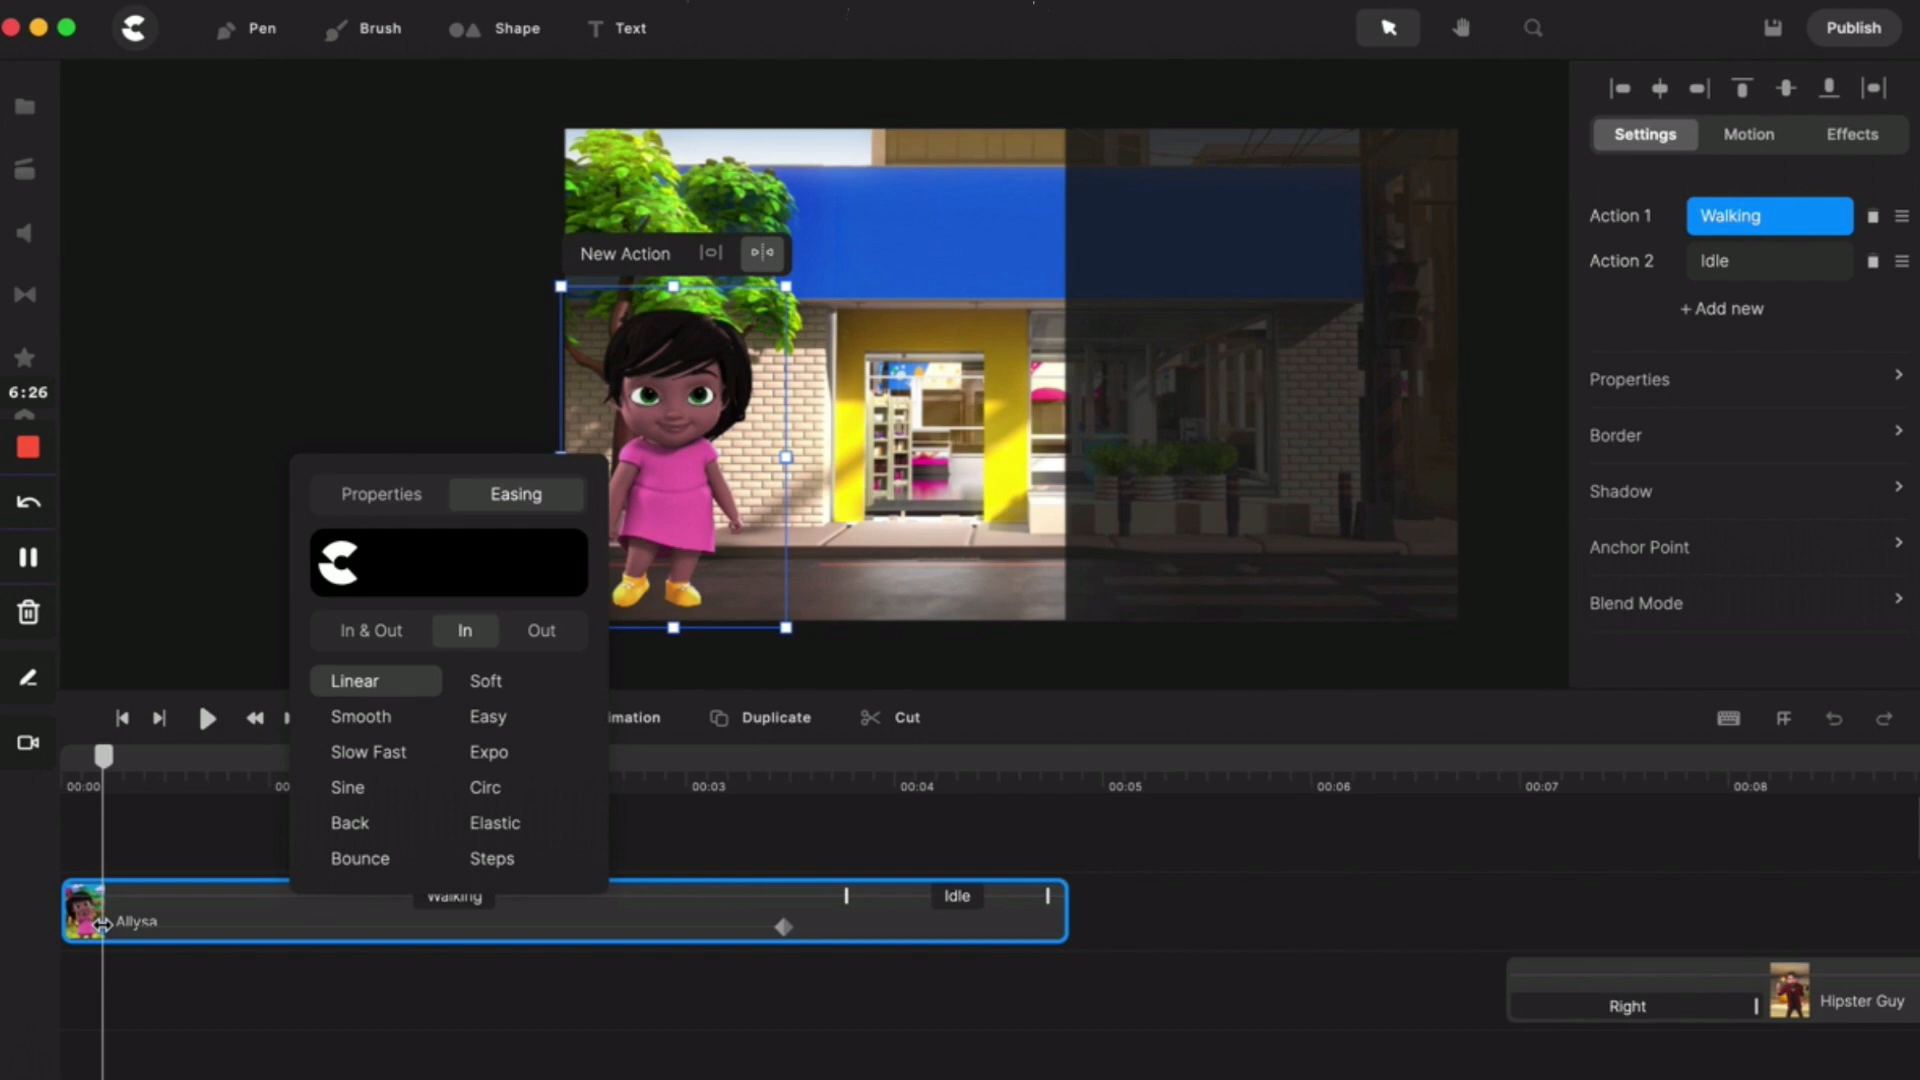 Pen Brush Shape Text Publish
Settings Motion Effects
Action 1 Walking
Action 2 Idle
+ Add new
Properties
Border
Shadow
Anchor Point
Blend Mode
New Action
6:26
Properties Easing
In & Out In Out
Linear Soft
Smooth Easy
Slow Fast Expo
Sine Circ
Back Elastic
Bounce Steps
Duplicate Cut
00:00 00:03 00:04 00:05 00:06 00:07 00:08
Walking Idle
Allysa
Right Hipster Guy